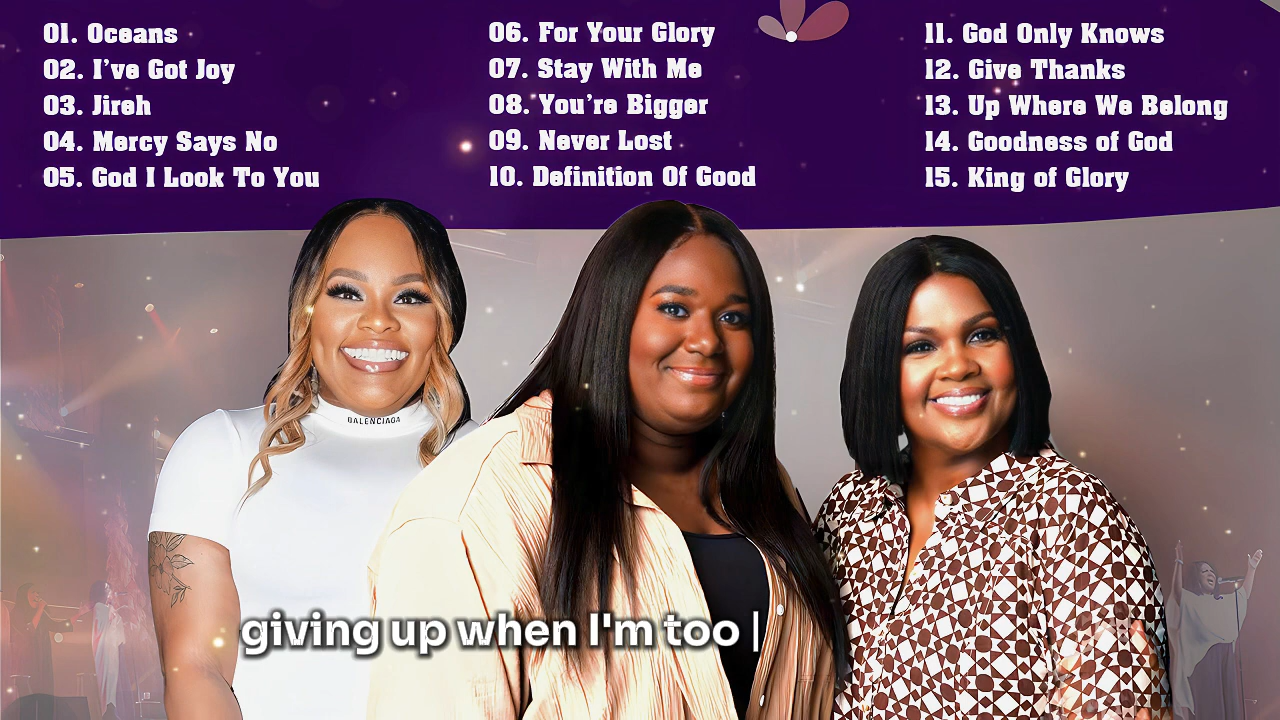 01. Oceans
02. I've Got Joy
03. Jireh
04. Mercy Says No
05. God I Look To You
06. For Your Glory
07. Stay With Me
08. You're Bigger
09. Never Lost
10. Definition Of Good
11. God Only Knows
12. Give Thanks
13. Up Where We Belong
14. Goodness of God
15. King of Glory
BALENCIAGA
giving up when I'm too |